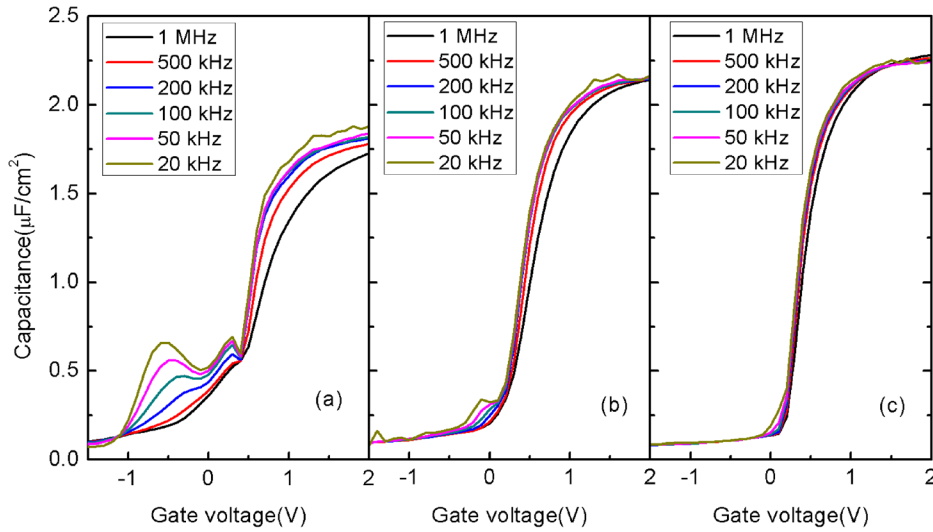 2.5
2.0
1.5
1.0
0.5
0.0
Capacitance(μF/cm²)
1 MHz
500 kHz
200 kHz
100 kHz
50 kHz
20 kHz
(a)
-1 0 1 2
Gate voltage(V)
1 MHz
500 kHz
200 kHz
100 kHz
50 kHz
20 kHz
(b)
-1 0 1 2
Gate voltage(V)
1 MHz
500 kHz
200 kHz
100 kHz
50 kHz
20 kHz
(c)
-1 0 1 2
Gate voltage(V)